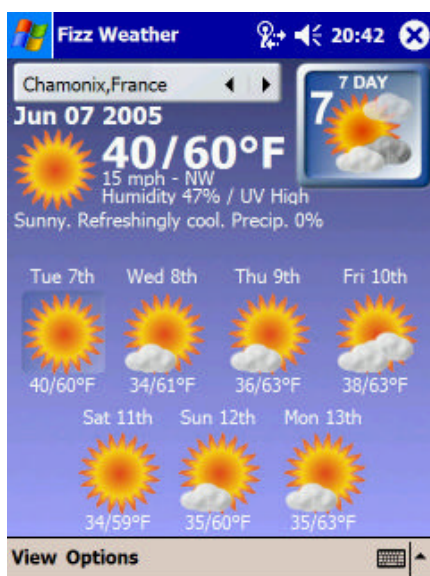 Fizz Weather 20:42
Chamonix,France
7 DAY
7
Jun 07 2005
40/60°F
15 mph - NW
Humidity 47% / UV High
Sunny. Refreshingly cool. Precip. 0%
Tue 7th Wed 8th Thu 9th Fri 10th
40/60°F 34/61°F 36/63°F 38/63°F
Sat 11th Sun 12th Mon 13th
34/59°F 35/60°F 35/63°F
View Options